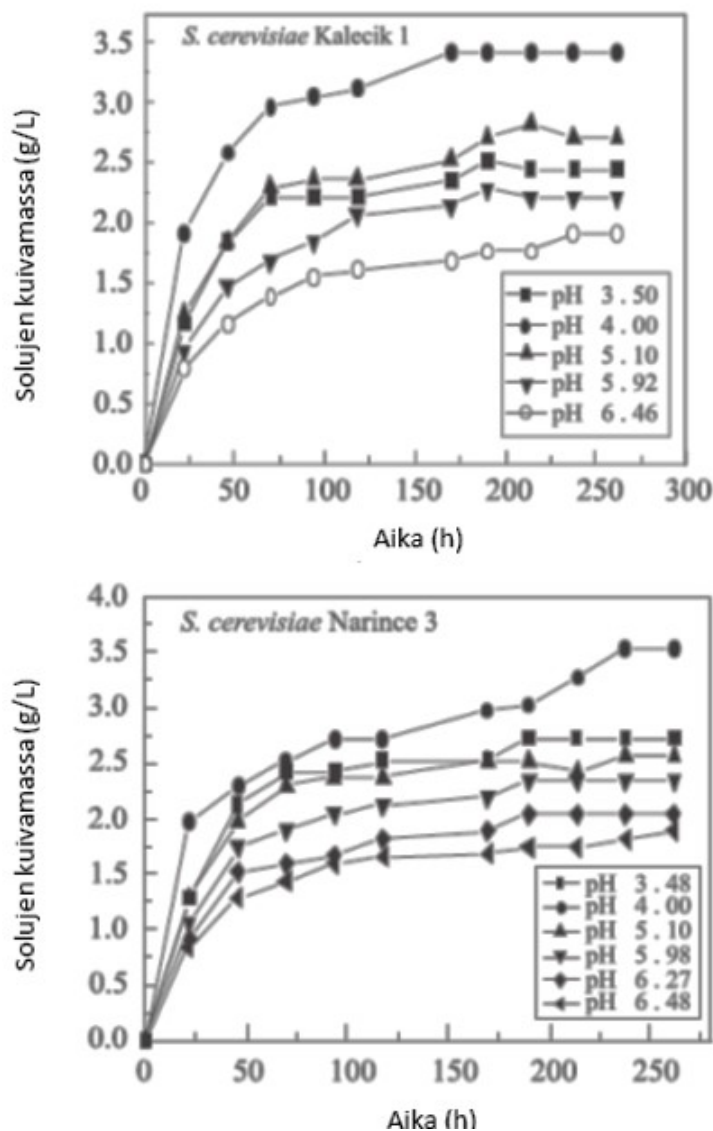 3.5
S. cerevisiae Kalecik 1
3.0
2.5
2.0
1.5
1.0
0.5
0.0
Solujen kuivamassa (g/L)
pH 3.50
pH 4.00
pH 5.10
pH 5.92
pH 6.46
0 50 100 150 200 250 300
Aika (h)
4.0
S. cerevisiae Narince 3
3.5
3.0
2.5
2.0
1.5
1.0
0.5
0.0
Solujen kuivamassa (g/L)
pH 3.48
pH 4.00
pH 5.10
pH 5.98
pH 6.27
pH 6.48
0 50 100 150 200 250
Aika (h)